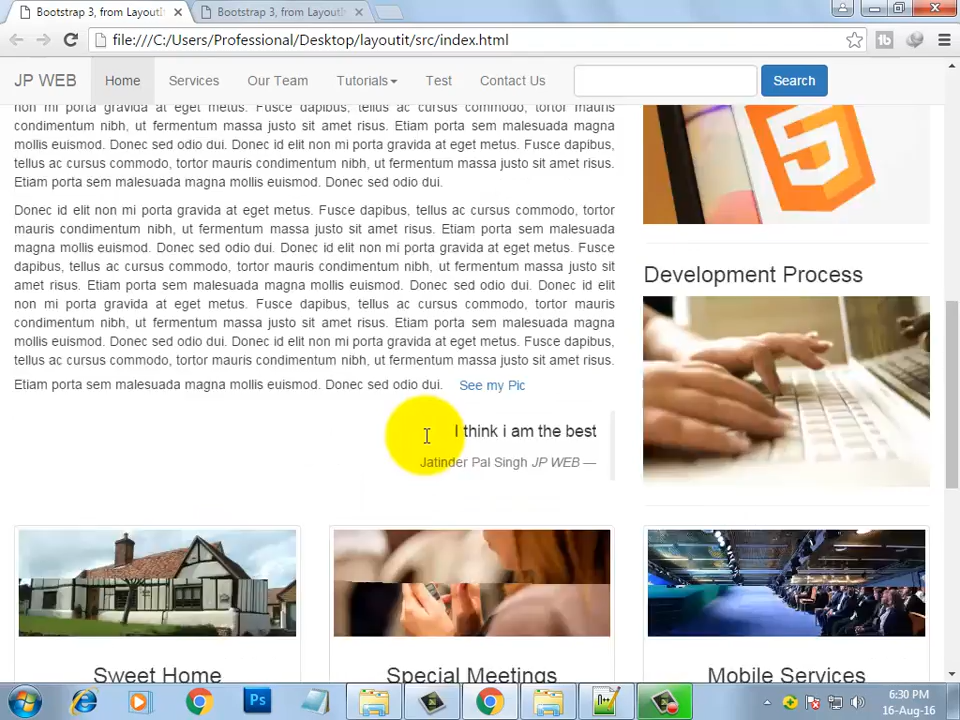 Bootstrap 3, from LayoutI
Bootstrap 3, from LayoutI
file:///C:/Users/Professional/Desktop/layoutit/src/index.html
JP WEB Home Services Our Team Tutorials Test Contact Us Search
non mi porta gravida at eget metus. Fusce dapibus, tellus ac cursus commodo, tortor mauris
condimentum nibh, ut fermentum massa justo sit amet risus. Etiam porta sem malesuada magna
mollis euismod. Donec sed odio dui. Donec id elit non mi porta gravida at eget metus. Fusce dapibus,
tellus ac cursus commodo, tortor mauris condimentum nibh, ut fermentum massa justo sit amet risus.
Etiam porta sem malesuada magna mollis euismod. Donec sed odio dui.
Donec id elit non mi porta gravida at eget metus. Fusce dapibus, tellus ac cursus commodo, tortor
mauris condimentum nibh, ut fermentum massa justo sit amet risus. Etiam porta sem malesuada
magna mollis euismod. Donec sed odio dui. Donec id elit non mi porta gravida at eget metus. Fusce
dapibus, tellus ac cursus commodo, tortor mauris condimentum nibh, ut fermentum massa justo sit
amet risus. Etiam porta sem malesuada magna mollis euismod. Donec sed odio dui. Donec id elit
non mi porta gravida at eget metus. Fusce dapibus, tellus ac cursus commodo, tortor mauris
condimentum nibh, ut fermentum massa justo sit amet risus. Etiam porta sem malesuada magna
mollis euismod. Donec sed odio dui. Donec id elit non mi porta gravida at eget metus. Fusce dapibus,
tellus ac cursus commodo, tortor mauris condimentum nibh, ut fermentum massa justo sit amet risus.
Etiam porta sem malesuada magna mollis euismod. Donec sed odio dui. See my Pic
I think i am the best
Jatinder Pal Singh JP WEB —
Development Process
Sweet Home
Special Meetings
Mobile Services
6:30 PM
16-Aug-16